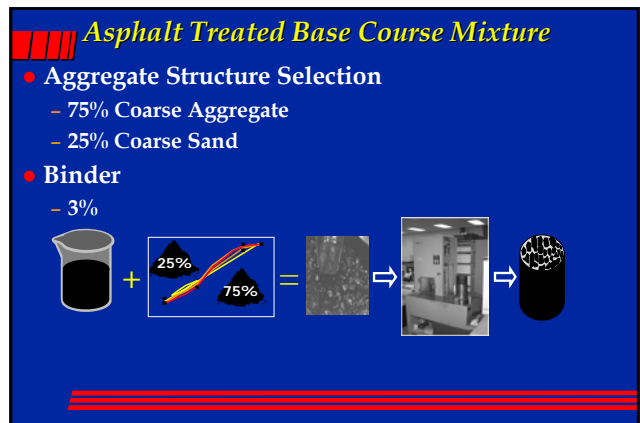 Asphalt Treated Base Course Mixture
● Aggregate Structure Selection
– 75% Coarse Aggregate
– 25% Coarse Sand
● Binder
– 3%
25%
+
75%
=